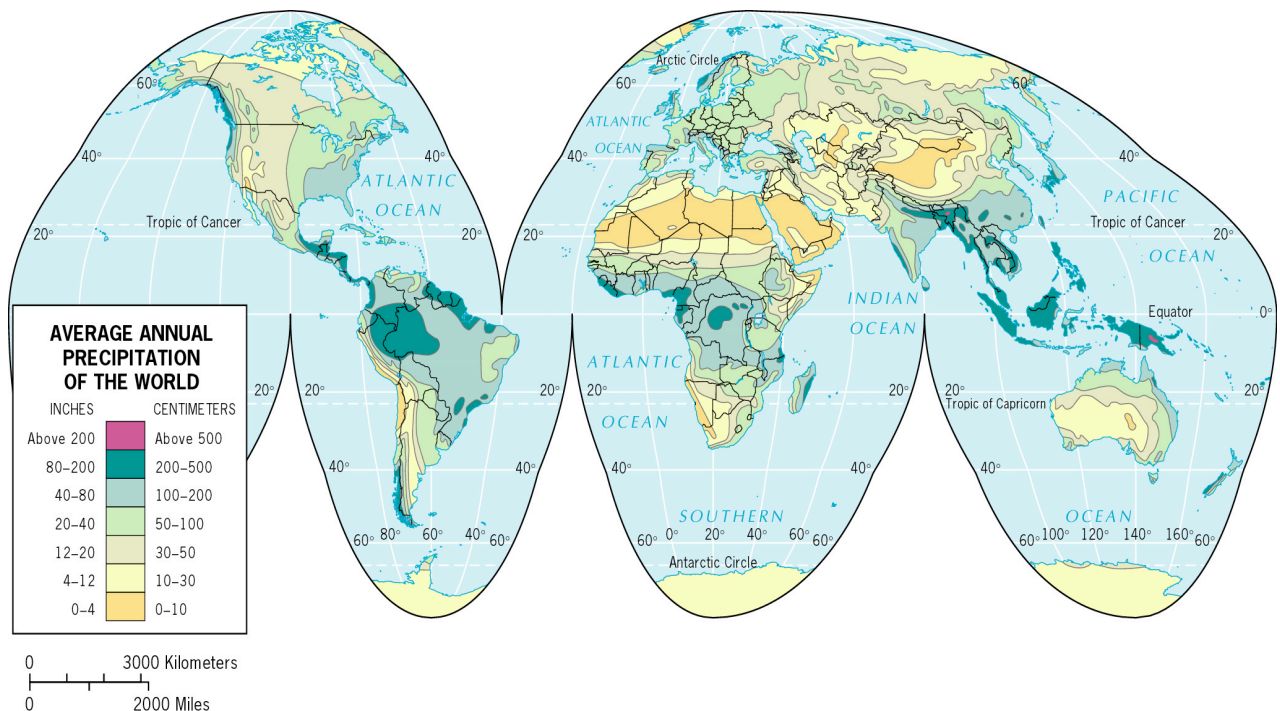 Arctic Circle
60°
60°
60°
ATLANTIC
OCEAN
40°
40°
40°
40°
ATLANTIC
OCEAN
PACIFIC
OCEAN
Tropic of Cancer
Tropic of Cancer
20°
20°
20°
20°
INDIAN
OCEAN
Equator
0°
AVERAGE ANNUAL
PRECIPITATION
OF THE WORLD
INCHES CENTIMETERS
Above 200 Above 500
80–200 200–500
40–80 100–200
20–40 50–100
12–20 30–50
4–12 10–30
0–4 0–10
ATLANTIC
OCEAN
20°
20°
20°
20°
20°
20°
20°
Tropic of Capricorn
40°
40°
40°
40°
40°
40°
SOUTHERN
OCEAN
60° 80° 60° 40° 60°
60° 0° 20° 40° 60° 60°
60° 100° 120° 140° 160° 60°
Antarctic Circle
0 3000 Kilometers
0 2000 Miles